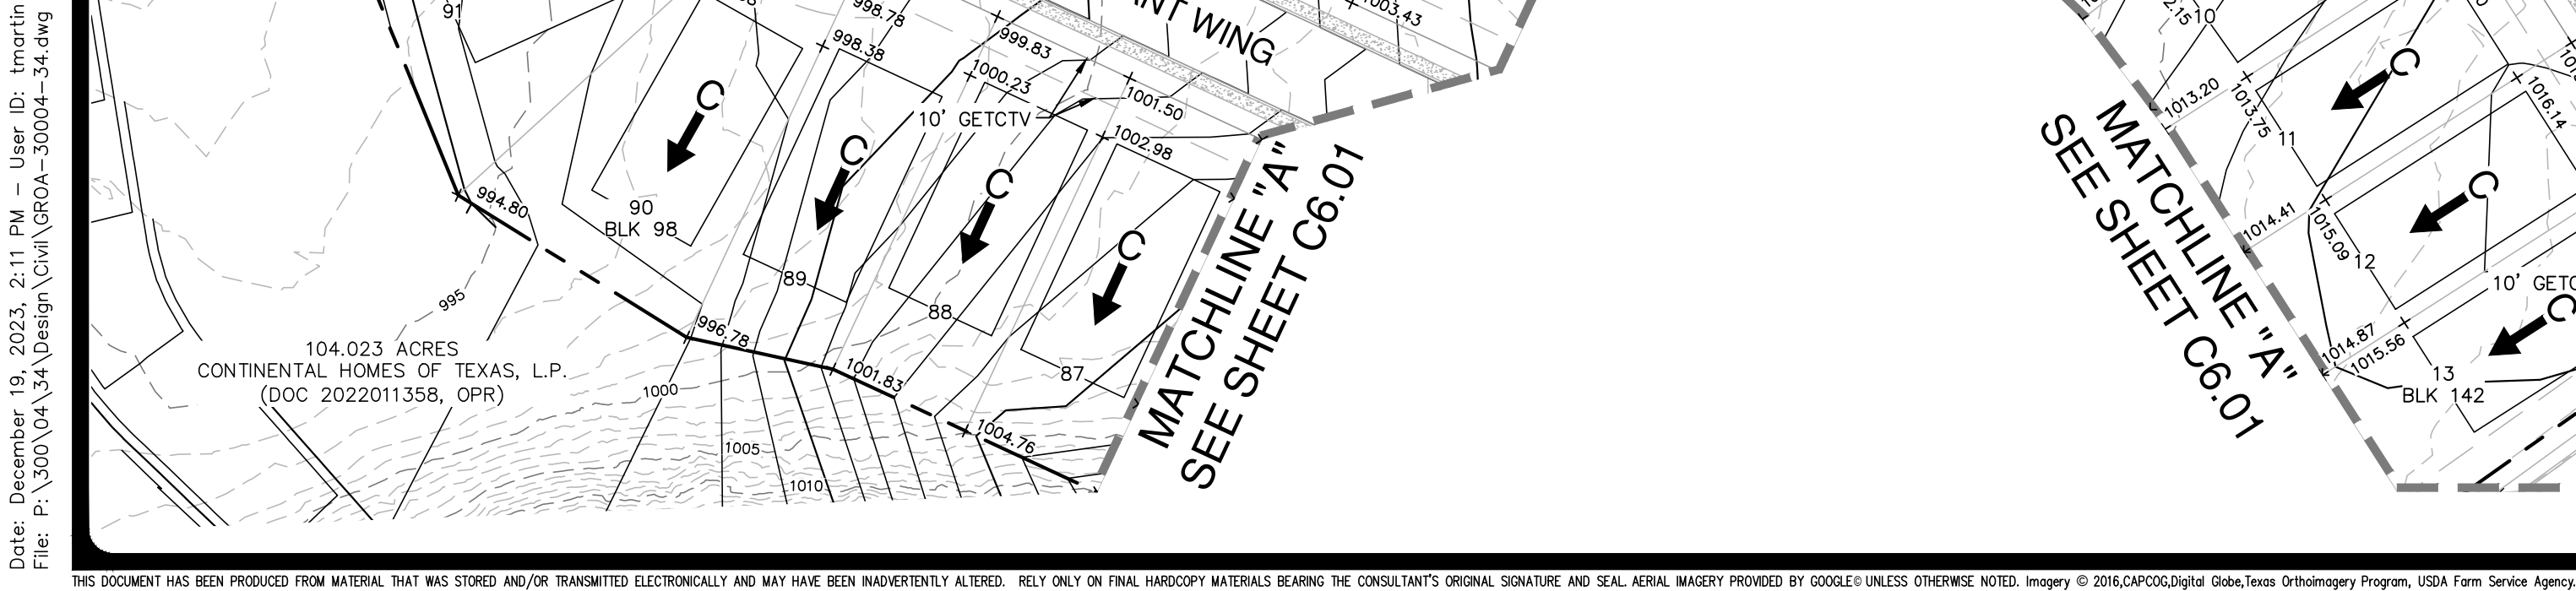 Date: December 19, 2023, 2:11 PM – User ID: tmartin
File: P:\300\04\34\Design\Civil\GROA-30004-34.dwg
91
998.78
998.38
999.83
1000.23
10' GETCTV
WING
1003.43
1001.50
1002.98
C
C
C
C
994.80
90
BLK 98
89
88
87
995
996.78
1001.83
1004.76
1000
1005
1010
104.023 ACRES
CONTINENTAL HOMES OF TEXAS, L.P.
(DOC 2022011358, OPR)
MATCHLINE "A"
SEE SHEET C6.01
MATCHLINE "A"
SEE SHEET C6.01
2.15
10
1013.20
1013.75
11
C
1016.14
C
1014.41
1015.09
12
10' GETC
C
1014.87
1015.56
13
BLK 142
THIS DOCUMENT HAS BEEN PRODUCED FROM MATERIAL THAT WAS STORED AND/OR TRANSMITTED ELECTRONICALLY AND MAY HAVE BEEN INADVERTENTLY ALTERED. RELY ONLY ON FINAL HARDCOPY MATERIALS BEARING THE CONSULTANT'S ORIGINAL SIGNATURE AND SEAL. AERIAL IMAGERY PROVIDED BY GOOGLE© UNLESS OTHERWISE NOTED. Imagery © 2016,CAPCOG,Digital Globe,Texas Orthoimagery Program, USDA Farm Service Agency.